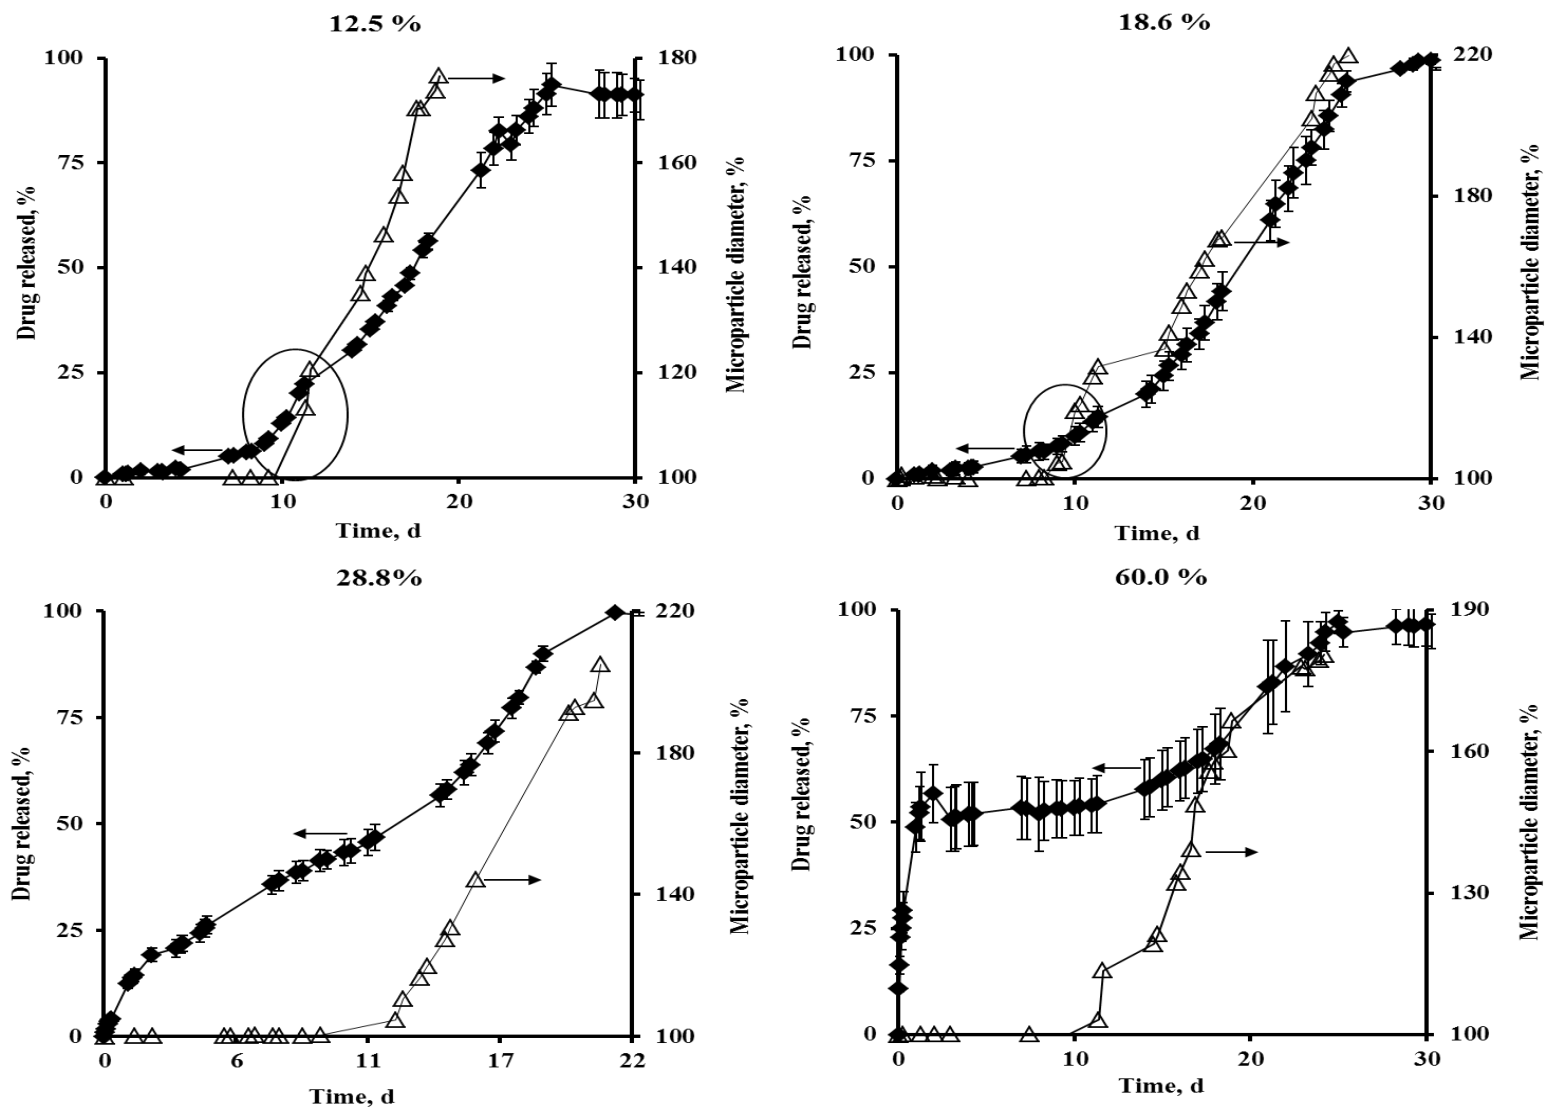 12.5 %
100
75
50
25
0
Drug released, %
180
160
140
120
100
Microparticle diameter, %
0 10 20 30
Time, d
18.6 %
100
75
50
25
0
Drug released, %
220
180
140
100
Microparticle diameter, %
0 10 20 30
Time, d
28.8%
100
75
50
25
0
Drug released, %
220
180
140
100
Microparticle diameter, %
0 6 11 17 22
Time, d
60.0 %
100
75
50
25
0
Drug released, %
190
160
130
100
Microparticle diameter, %
0 10 20 30
Time, d